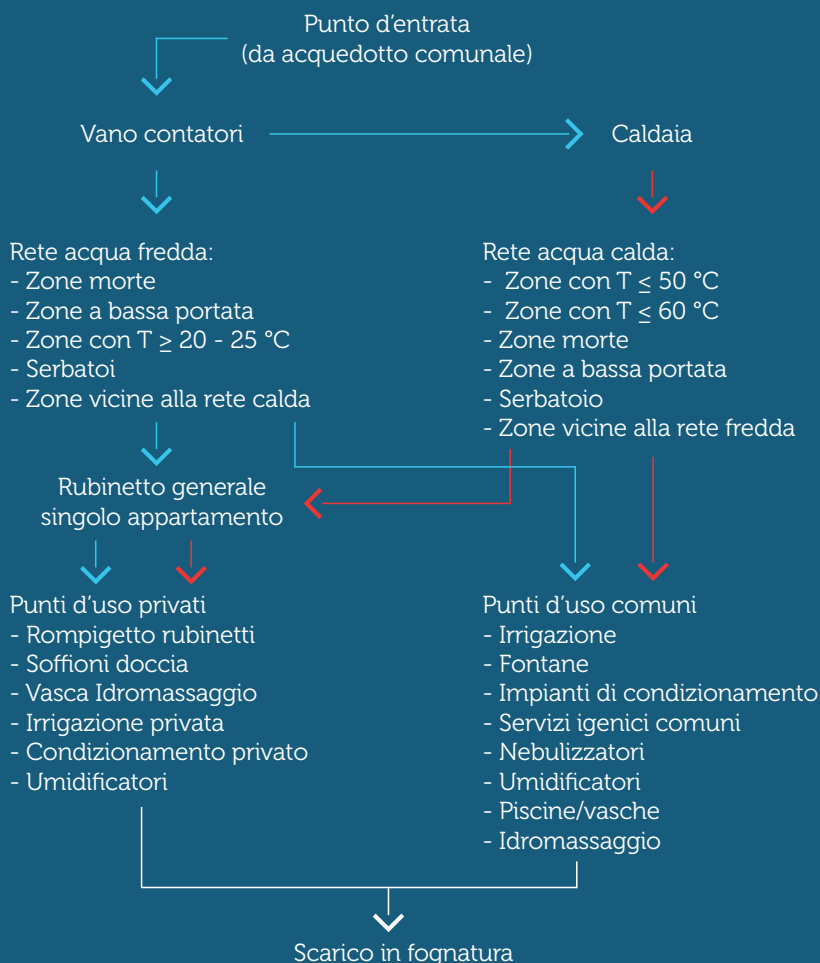 Punto d'entrata
(da acquedotto comunale)
Vano contatori
Caldaia
Rete acqua fredda:
- Zone morte
- Zone a bassa portata
- Zone con T ≥ 20 - 25 °C
- Serbatoi
- Zone vicine alla rete calda
Rete acqua calda:
- Zone con T ≤ 50 °C
- Zone con T ≤ 60 °C
- Zone morte
- Zone a bassa portata
- Serbatoio
- Zone vicine alla rete fredda
Rubinetto generale
singolo appartamento
Punti d'uso privati
- Rompigetto rubinetti
- Soffioni doccia
- Vasca Idromassaggio
- Irrigazione privata
- Condizionamento privato
- Umidificatori
Punti d'uso comuni
- Irrigazione
- Fontane
- Impianti di condizionamento
- Servizi igenici comuni
- Nebulizzatori
- Umidificatori
- Piscine/vasche
- Idromassaggio
Scarico in fognatura